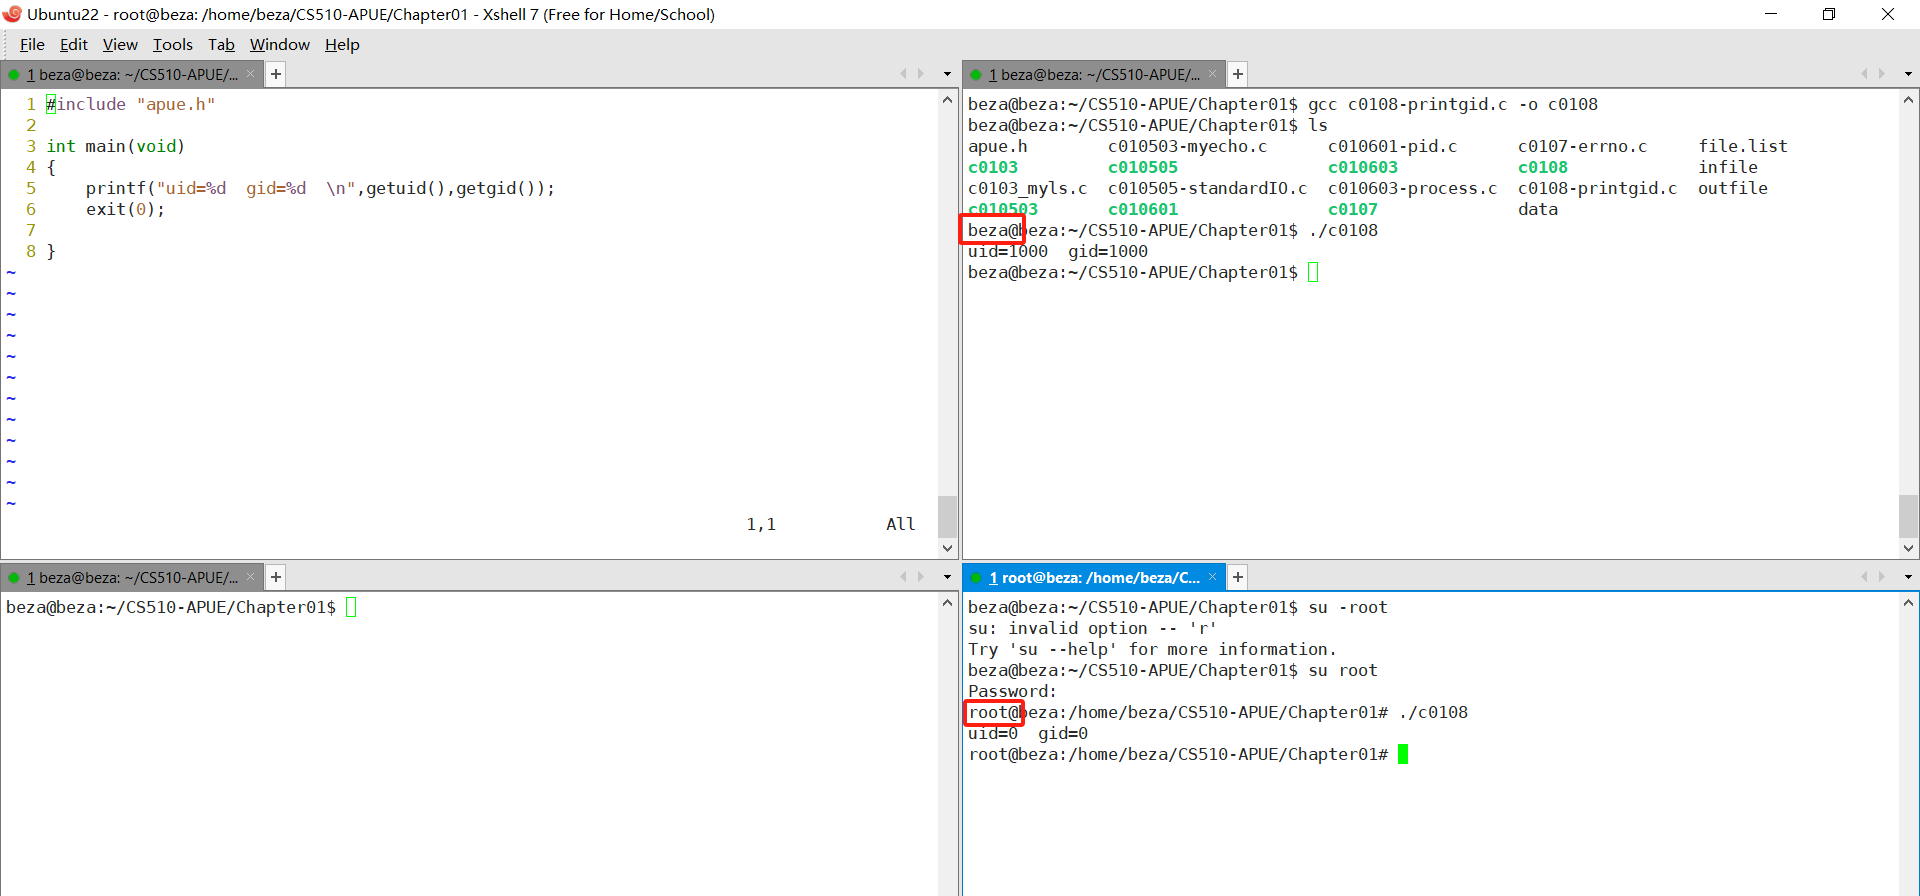 Ubuntu22 - root@beza: /home/beza/CS510-APUE/Chapter01 - Xshell 7 (Free for Home/School)
File Edit View Tools Tab Window Help
1 beza@beza: ~/CS510-APUE/...
1 #include "apue.h"
2
3 int main(void)
4 {
5     printf("uid=%d  gid=%d  \n",getuid(),getgid());
6     exit(0);
7
8 }
~
~
~
~
~
~
~
~
~
~
~
~
1,1 All
1 beza@beza: ~/CS510-APUE/...
beza@beza:~/CS510-APUE/Chapter01$ gcc c0108-printgid.c -o c0108
beza@beza:~/CS510-APUE/Chapter01$ ls
apue.h c010503-myecho.c c010601-pid.c c0107-errno.c file.list
c0103 c010505 c010603 c0108 infile
c0103_myls.c c010505-standardIO.c c010603-process.c c0108-printgid.c outfile
c010503 c010601 c0107 data
beza@beza:~/CS510-APUE/Chapter01$ ./c0108
uid=1000  gid=1000
beza@beza:~/CS510-APUE/Chapter01$
1 beza@beza: ~/CS510-APUE/...
beza@beza:~/CS510-APUE/Chapter01$
1 root@beza: /home/beza/C...
beza@beza:~/CS510-APUE/Chapter01$ su -root
su: invalid option -- 'r'
Try 'su --help' for more information.
beza@beza:~/CS510-APUE/Chapter01$ su root
Password:
root@beza:/home/beza/CS510-APUE/Chapter01# ./c0108
uid=0  gid=0
root@beza:/home/beza/CS510-APUE/Chapter01#